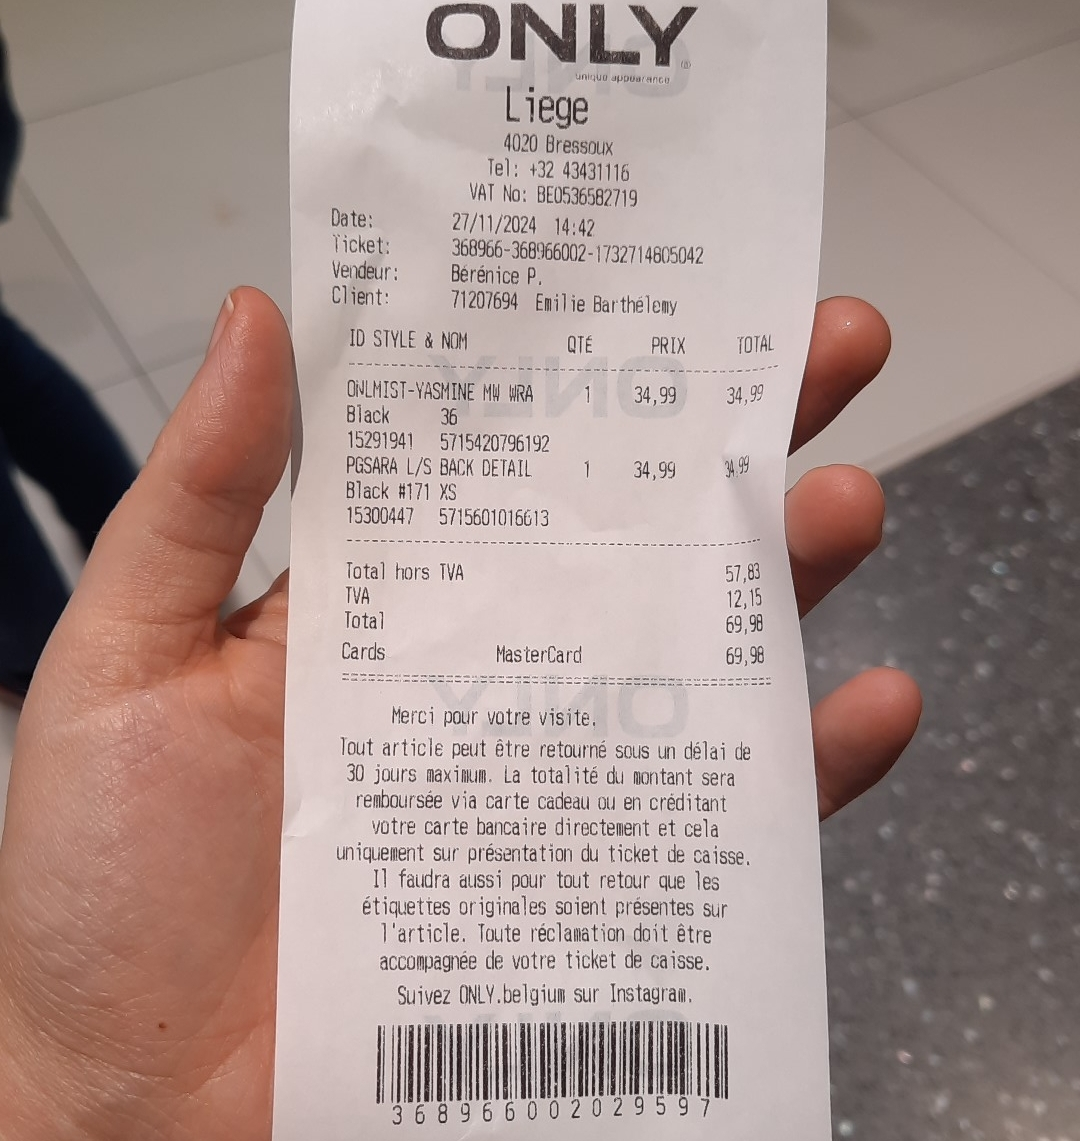 ONLY
unique appearance
Liege
4020 Bressoux
Tel: +32 43431116
VAT No: BE0536582719
Date: 27/11/2024 14:42
Ticket: 368966-368966002-1732714805042
Vendeur: Bérénice P.
Client: 71207694 Emilie Barthélemy
ID STYLE & NOM QTÉ PRIX TOTAL
ONLMIST-YASMINE MW WRA 1 34,99 34,99
Black 36
15291941 5715420796192
PGSARA L/S BACK DETAIL 1 34,99 34,99
Black #171 XS
15300447 5715601016613
Total hors TVA 57,83
TVA 12,15
Total 69,98
Cards MasterCard 69,98
Merci pour votre visite.
Tout article peut être retourné sous un délai de
30 jours maximum. La totalité du montant sera
remboursée via carte cadeau ou en créditant
votre carte bancaire directement et cela
uniquement sur présentation du ticket de caisse.
Il faudra aussi pour tout retour que les
étiquettes originales soient présentes sur
l'article. Toute réclamation doit être
accompagnée de votre ticket de caisse.
Suivez ONLY.belgium sur Instagram.
368966002029597